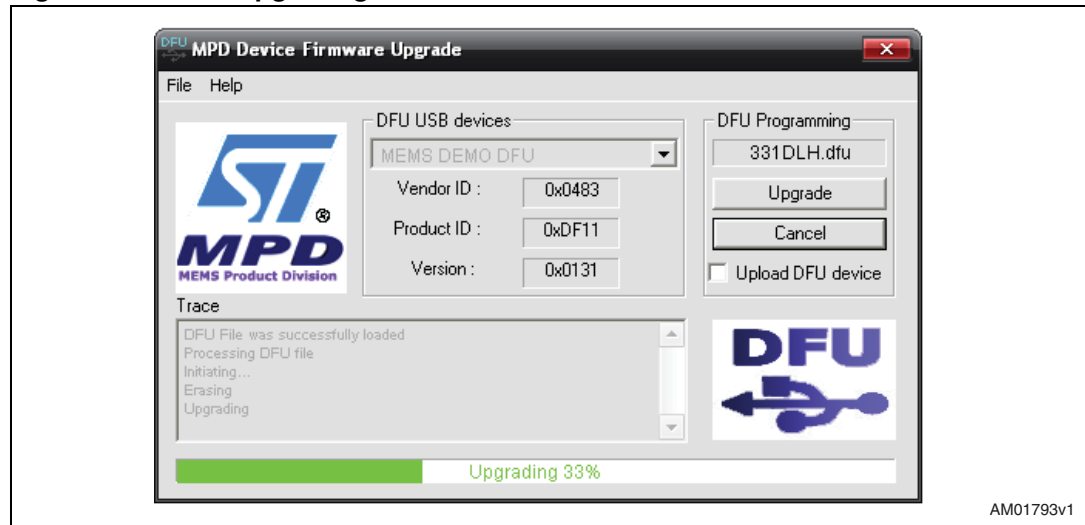 DFU MPD Device Firmware Upgrade
File Help
DFU USB devices
MEMS DEMO DFU
Vendor ID : 0x0483
Product ID : 0xDF11
Version : 0x0131
DFU Programming
331DLH.dfu
Upgrade
Cancel
Upload DFU device
ST ®
MPD
MEMS Product Division
Trace
DFU File was successfully loaded
Processing DFU file
Initiating...
Erasing
Upgrading
DFU
Upgrading 33%
AM01793v1